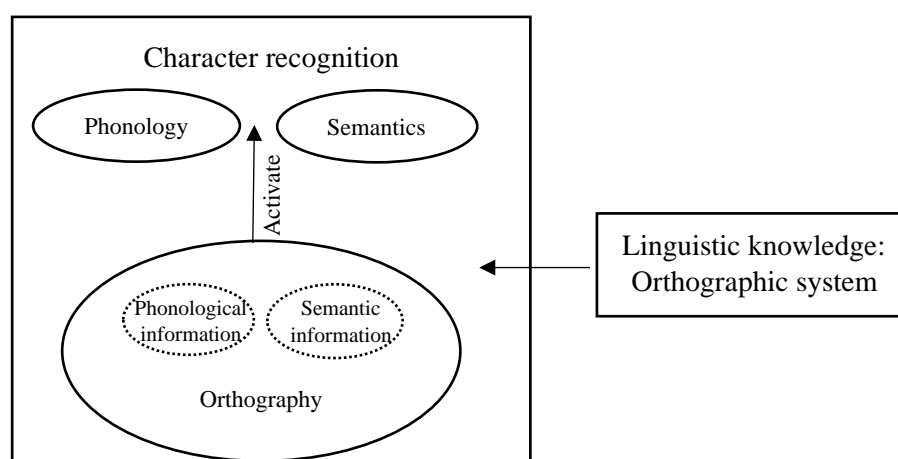 Character recognition
Phonology
Semantics
Activate
Linguistic knowledge:
Orthographic system
Phonological
information
Semantic
information
Orthography